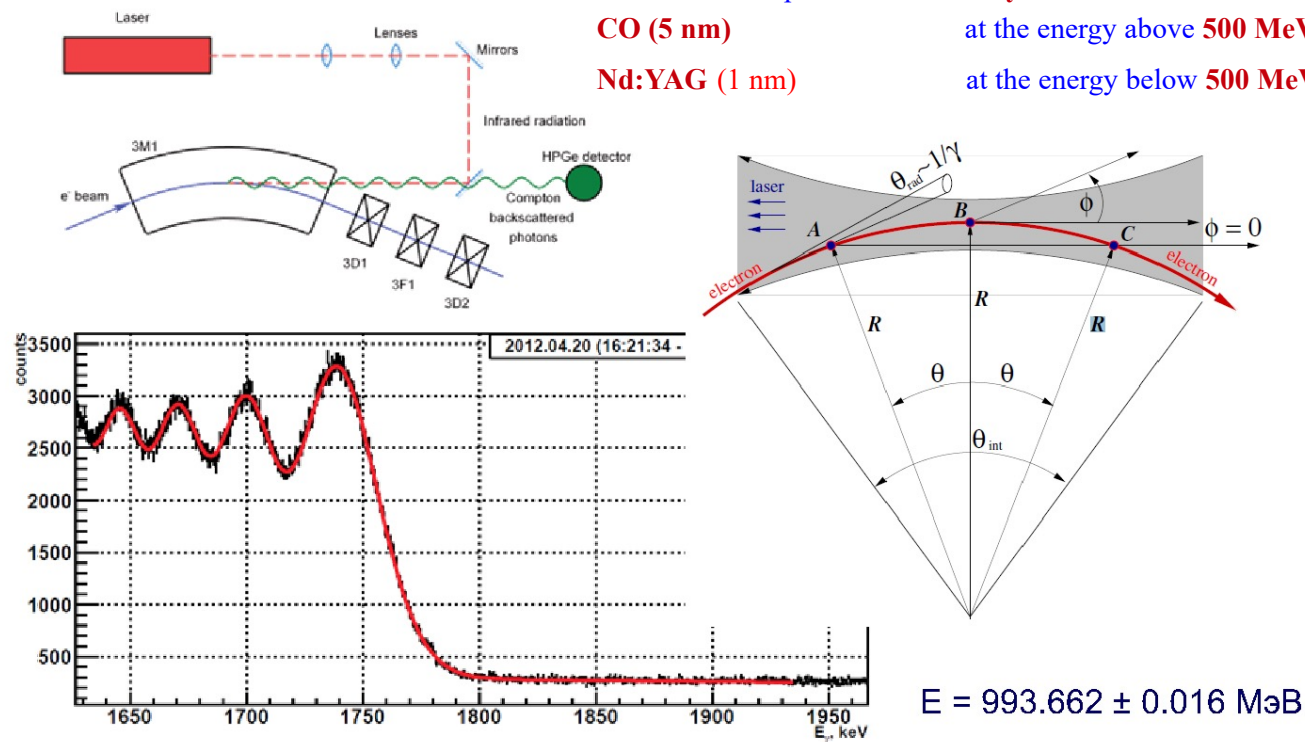 CO (5 nm) at the energy above 500 MeV
Nd:YAG (1 nm) at the energy below 500 MeV
Laser
Lenses
Mirrors
Infrared radiation
3M1
HPGe detector
e⁻ beam
Compton
backscattered
photons
3D1
3F1
3D2
θrad~1/γ
laser
ϕ
A
B
C
ϕ = 0
electron
electron
R
R
R
θ
θ
θint
counts
2012.04.20 (16:21:34 -
3500
3000
2500
2000
1500
1000
500
1650
1700
1750
1800
1850
1900
1950
Eγ, keV
E = 993.662 ± 0.016 МэВ